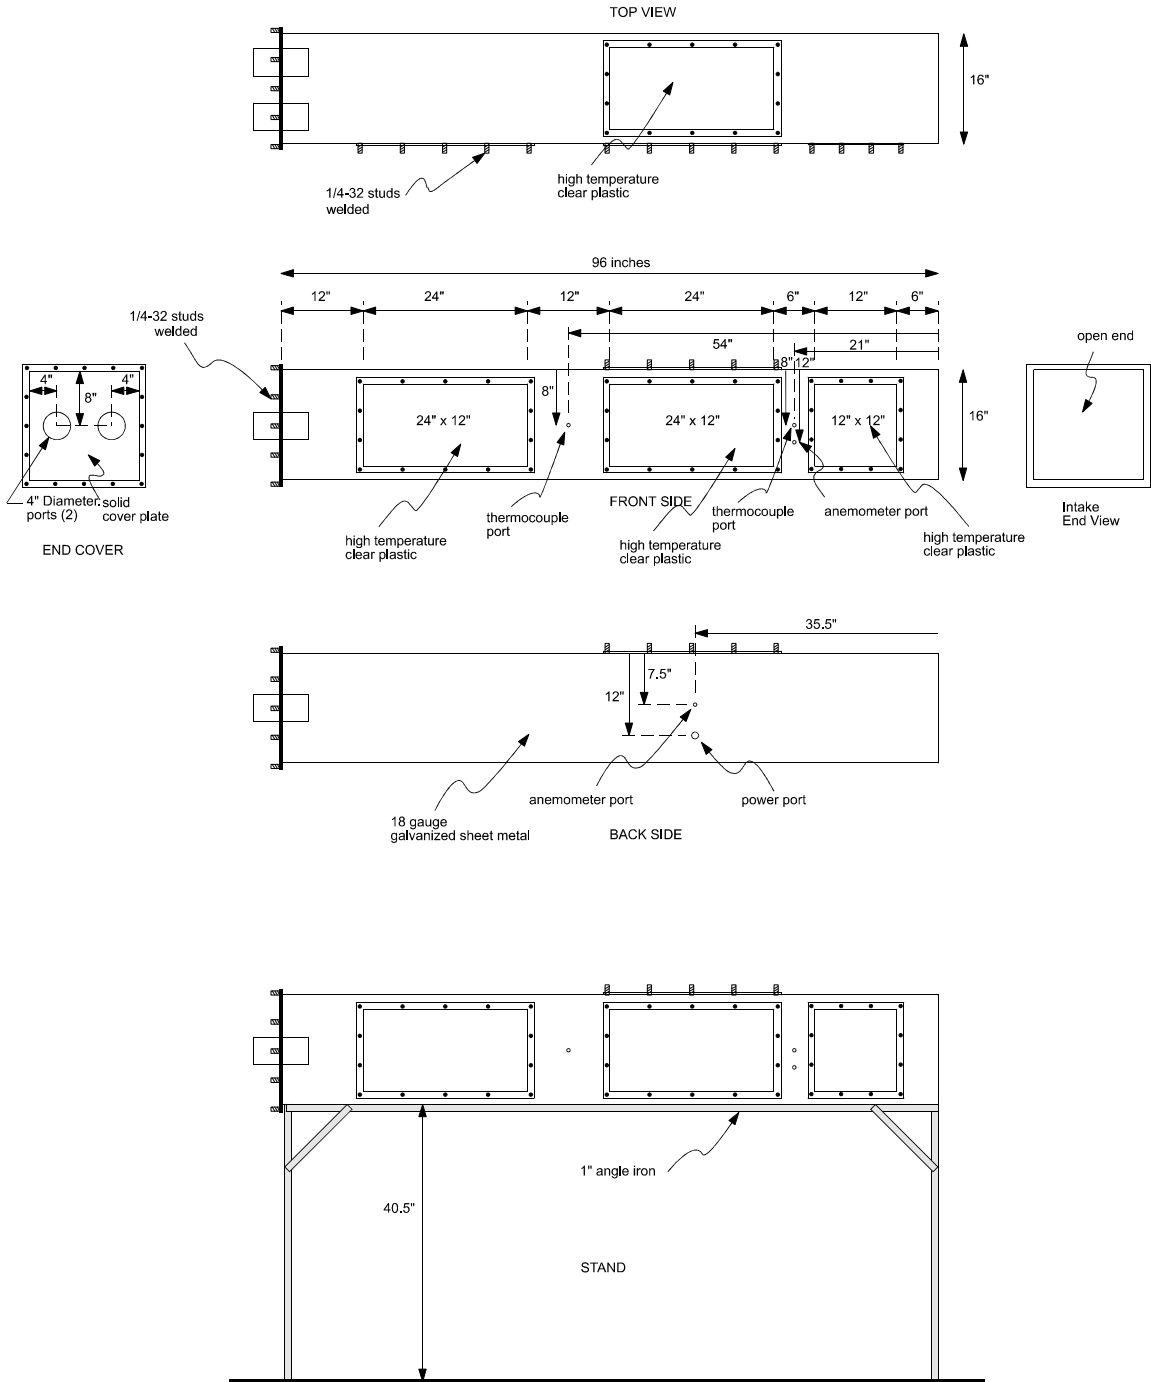 TOP VIEW
16"
high temperature
clear plastic
1/4-32 studs
welded
96 inches
12"
24"
12"
24"
6"
12"
6"
1/4-32 studs
welded
54"
21"
open end
4"
4"
8"
8"
8"
12"
16"
24" x 12"
24" x 12"
12" x 12"
4" Diameter
ports (2)
solid
cover plate
END COVER
thermocouple
port
FRONT SIDE
thermocouple
port
anemometer port
high temperature
clear plastic
high temperature
clear plastic
high temperature
clear plastic
Intake
End View
35.5"
7.5"
12"
anemometer port
power port
18 gauge
galvanized sheet metal
BACK SIDE
1" angle iron
40.5"
STAND